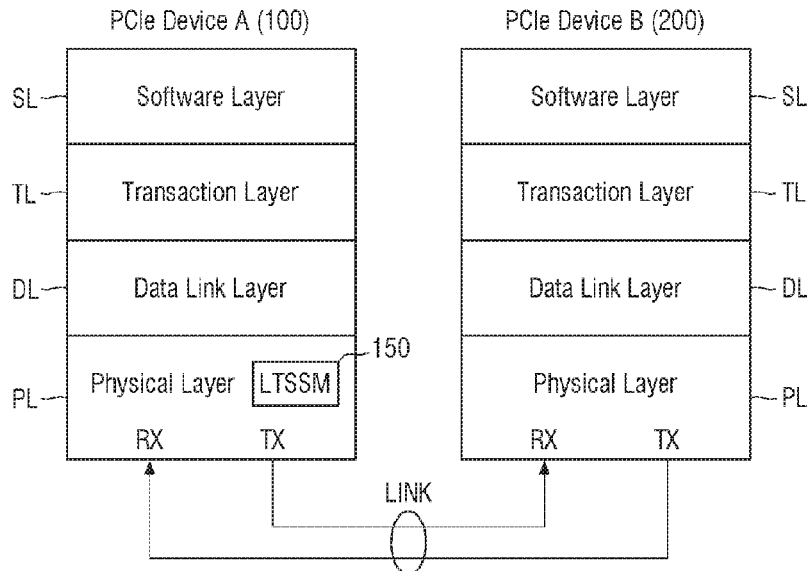 PCIe Device A (100)
PCIe Device B (200)
SL
Software Layer
Software Layer
SL
TL
Transaction Layer
Transaction Layer
TL
DL
Data Link Layer
Data Link Layer
DL
150
PL
Physical Layer
LTSSM
Physical Layer
PL
RX
TX
RX
TX
LINK